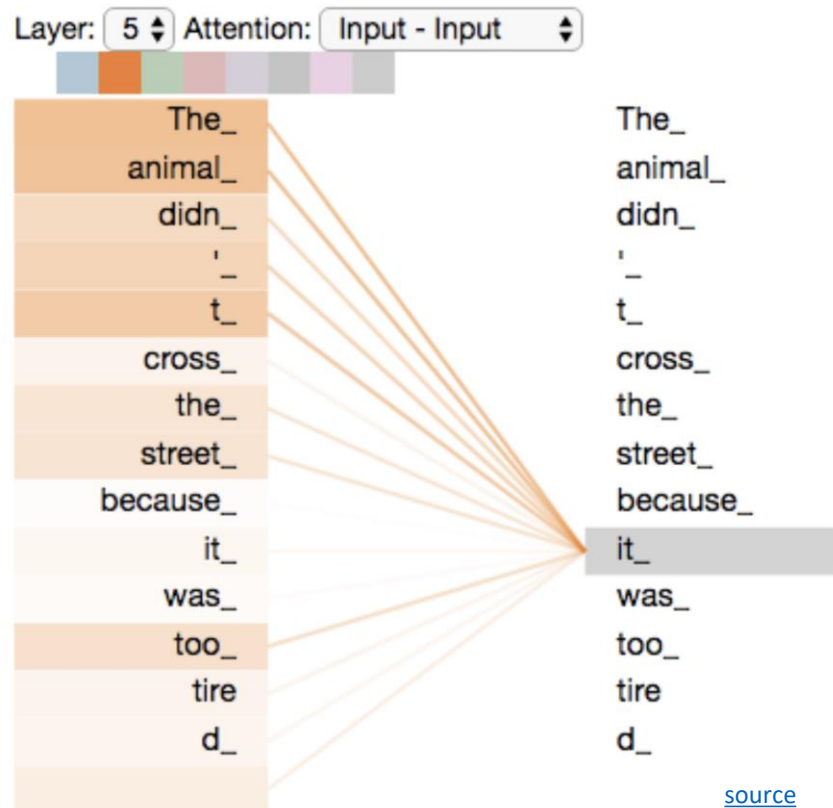 Layer: 5 Attention: Input - Input
The_ The_
animal_ animal_
didn_ didn_
'_ '_
t_ t_
cross_ cross_
the_ the_
street_ street_
because_ because_
it_ it_
was_ was_
too_ too_
tire tire
d_ d_
source